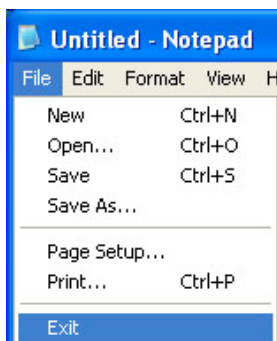 Untitled - Notepad
File Edit Format View H
New Ctrl+N
Open... Ctrl+O
Save Ctrl+S
Save As...
Page Setup...
Print... Ctrl+P
Exit